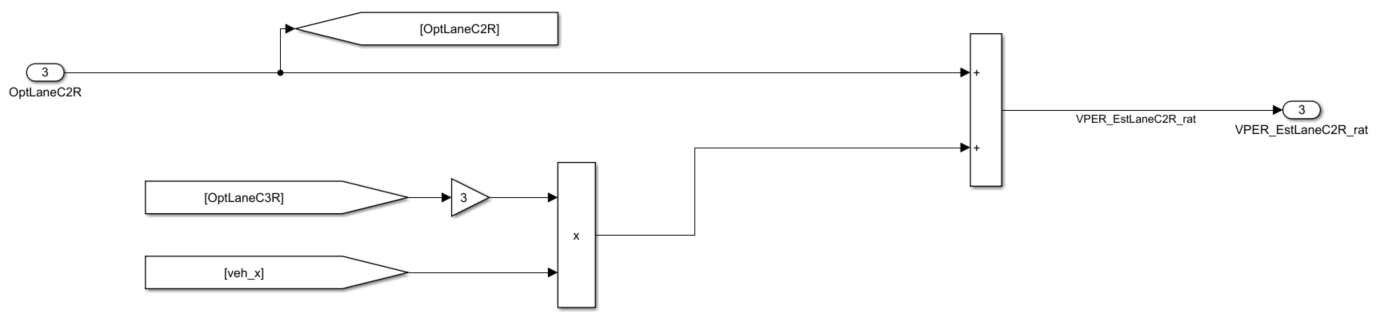 [OptLaneC2R]
3
OptLaneC2R
+
VPER_EstLaneC2R_rat
3
VPER_EstLaneC2R_rat
+
[OptLaneC3R]
3
x
[veh_x]